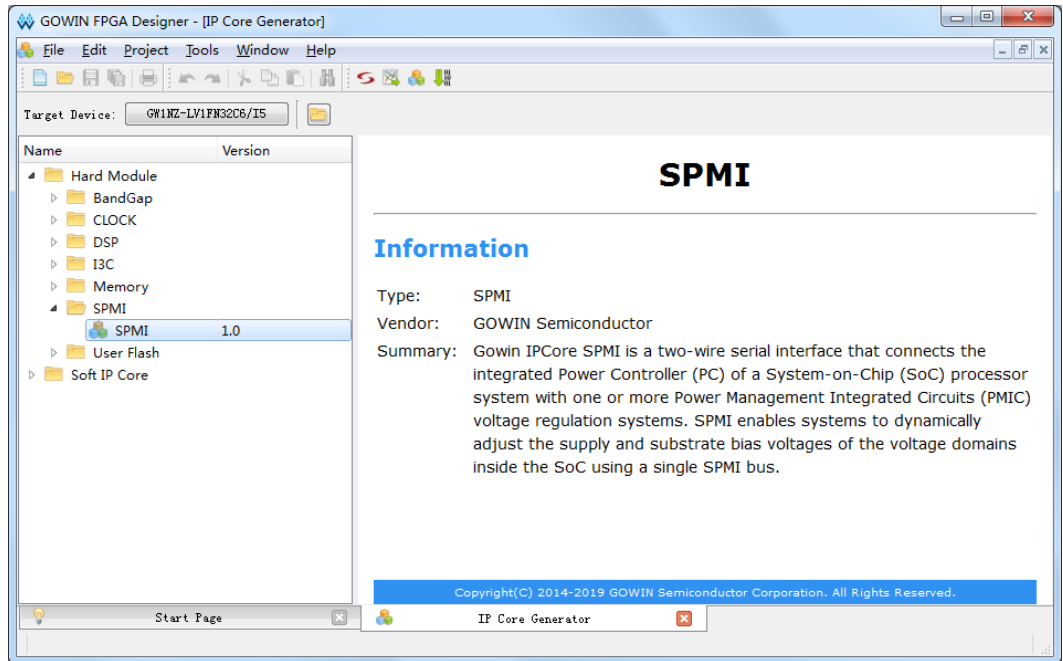 GOWIN FPGA Designer - [IP Core Generator]
File Edit Project Tools Window Help
Target Device: GW1NZ-LV1FN32C6/I5
Name Version
Hard Module
BandGap
CLOCK
DSP
I3C
Memory
SPMI
SPMI 1.0
User Flash
Soft IP Core
SPMI
Information
Type: SPMI
Vendor: GOWIN Semiconductor
Summary: Gowin IPCore SPMI is a two-wire serial interface that connects the
integrated Power Controller (PC) of a System-on-Chip (SoC) processor
system with one or more Power Management Integrated Circuits (PMIC)
voltage regulation systems. SPMI enables systems to dynamically
adjust the supply and substrate bias voltages of the voltage domains
inside the SoC using a single SPMI bus.
Copyright(C) 2014-2019 GOWIN Semiconductor Corporation. All Rights Reserved.
Start Page IP Core Generator